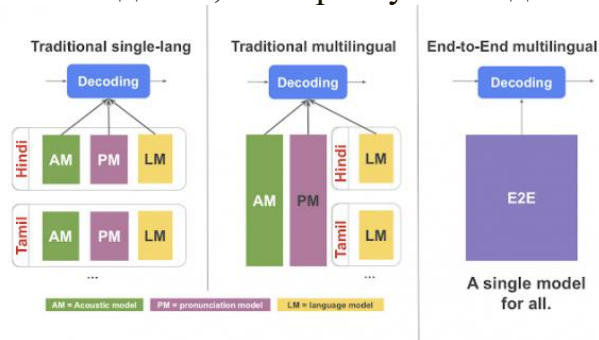 Traditional single-lang
Decoding
Hindi
AM PM LM
Tamil
AM PM LM
...
Traditional multilingual
Decoding
AM PM
Hindi
LM
Tamil
LM
...
AM = Acoustic model PM = pronunciation model LM = language model
End-to-End multilingual
Decoding
E2E
A single model
for all.